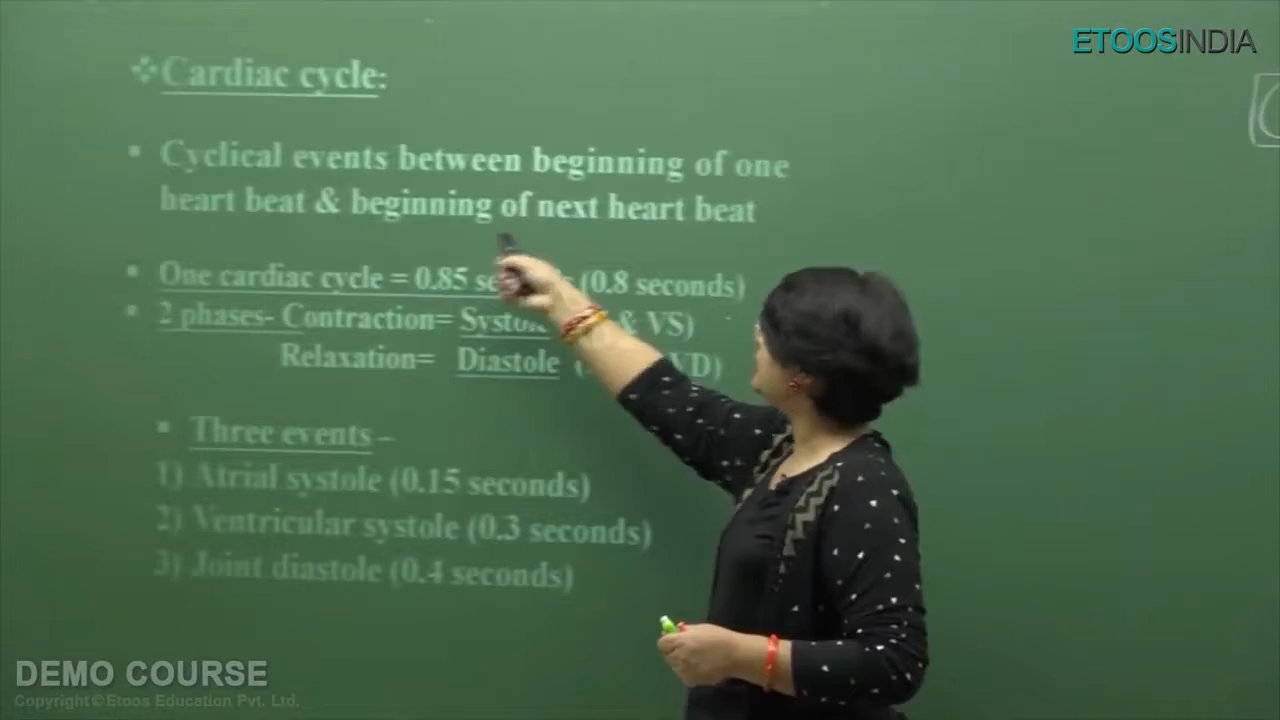 ETOOSINDIA
❖Cardiac cycle:
▪ Cyclical events between beginning of one
heart beat & beginning of next heart beat
▪ One cardiac cycle = 0.85 (0.8 seconds)
▪ 2 phases- Contraction= & VS)
Relaxation= Diastole VD)
▪ Three events –
1) Atrial systole (0.15 seconds)
2) Ventricular systole (0.3 seconds)
3) Joint diastole (0.4 seconds)
DEMO COURSE
Copyright © Etoos Education Pvt. Ltd.